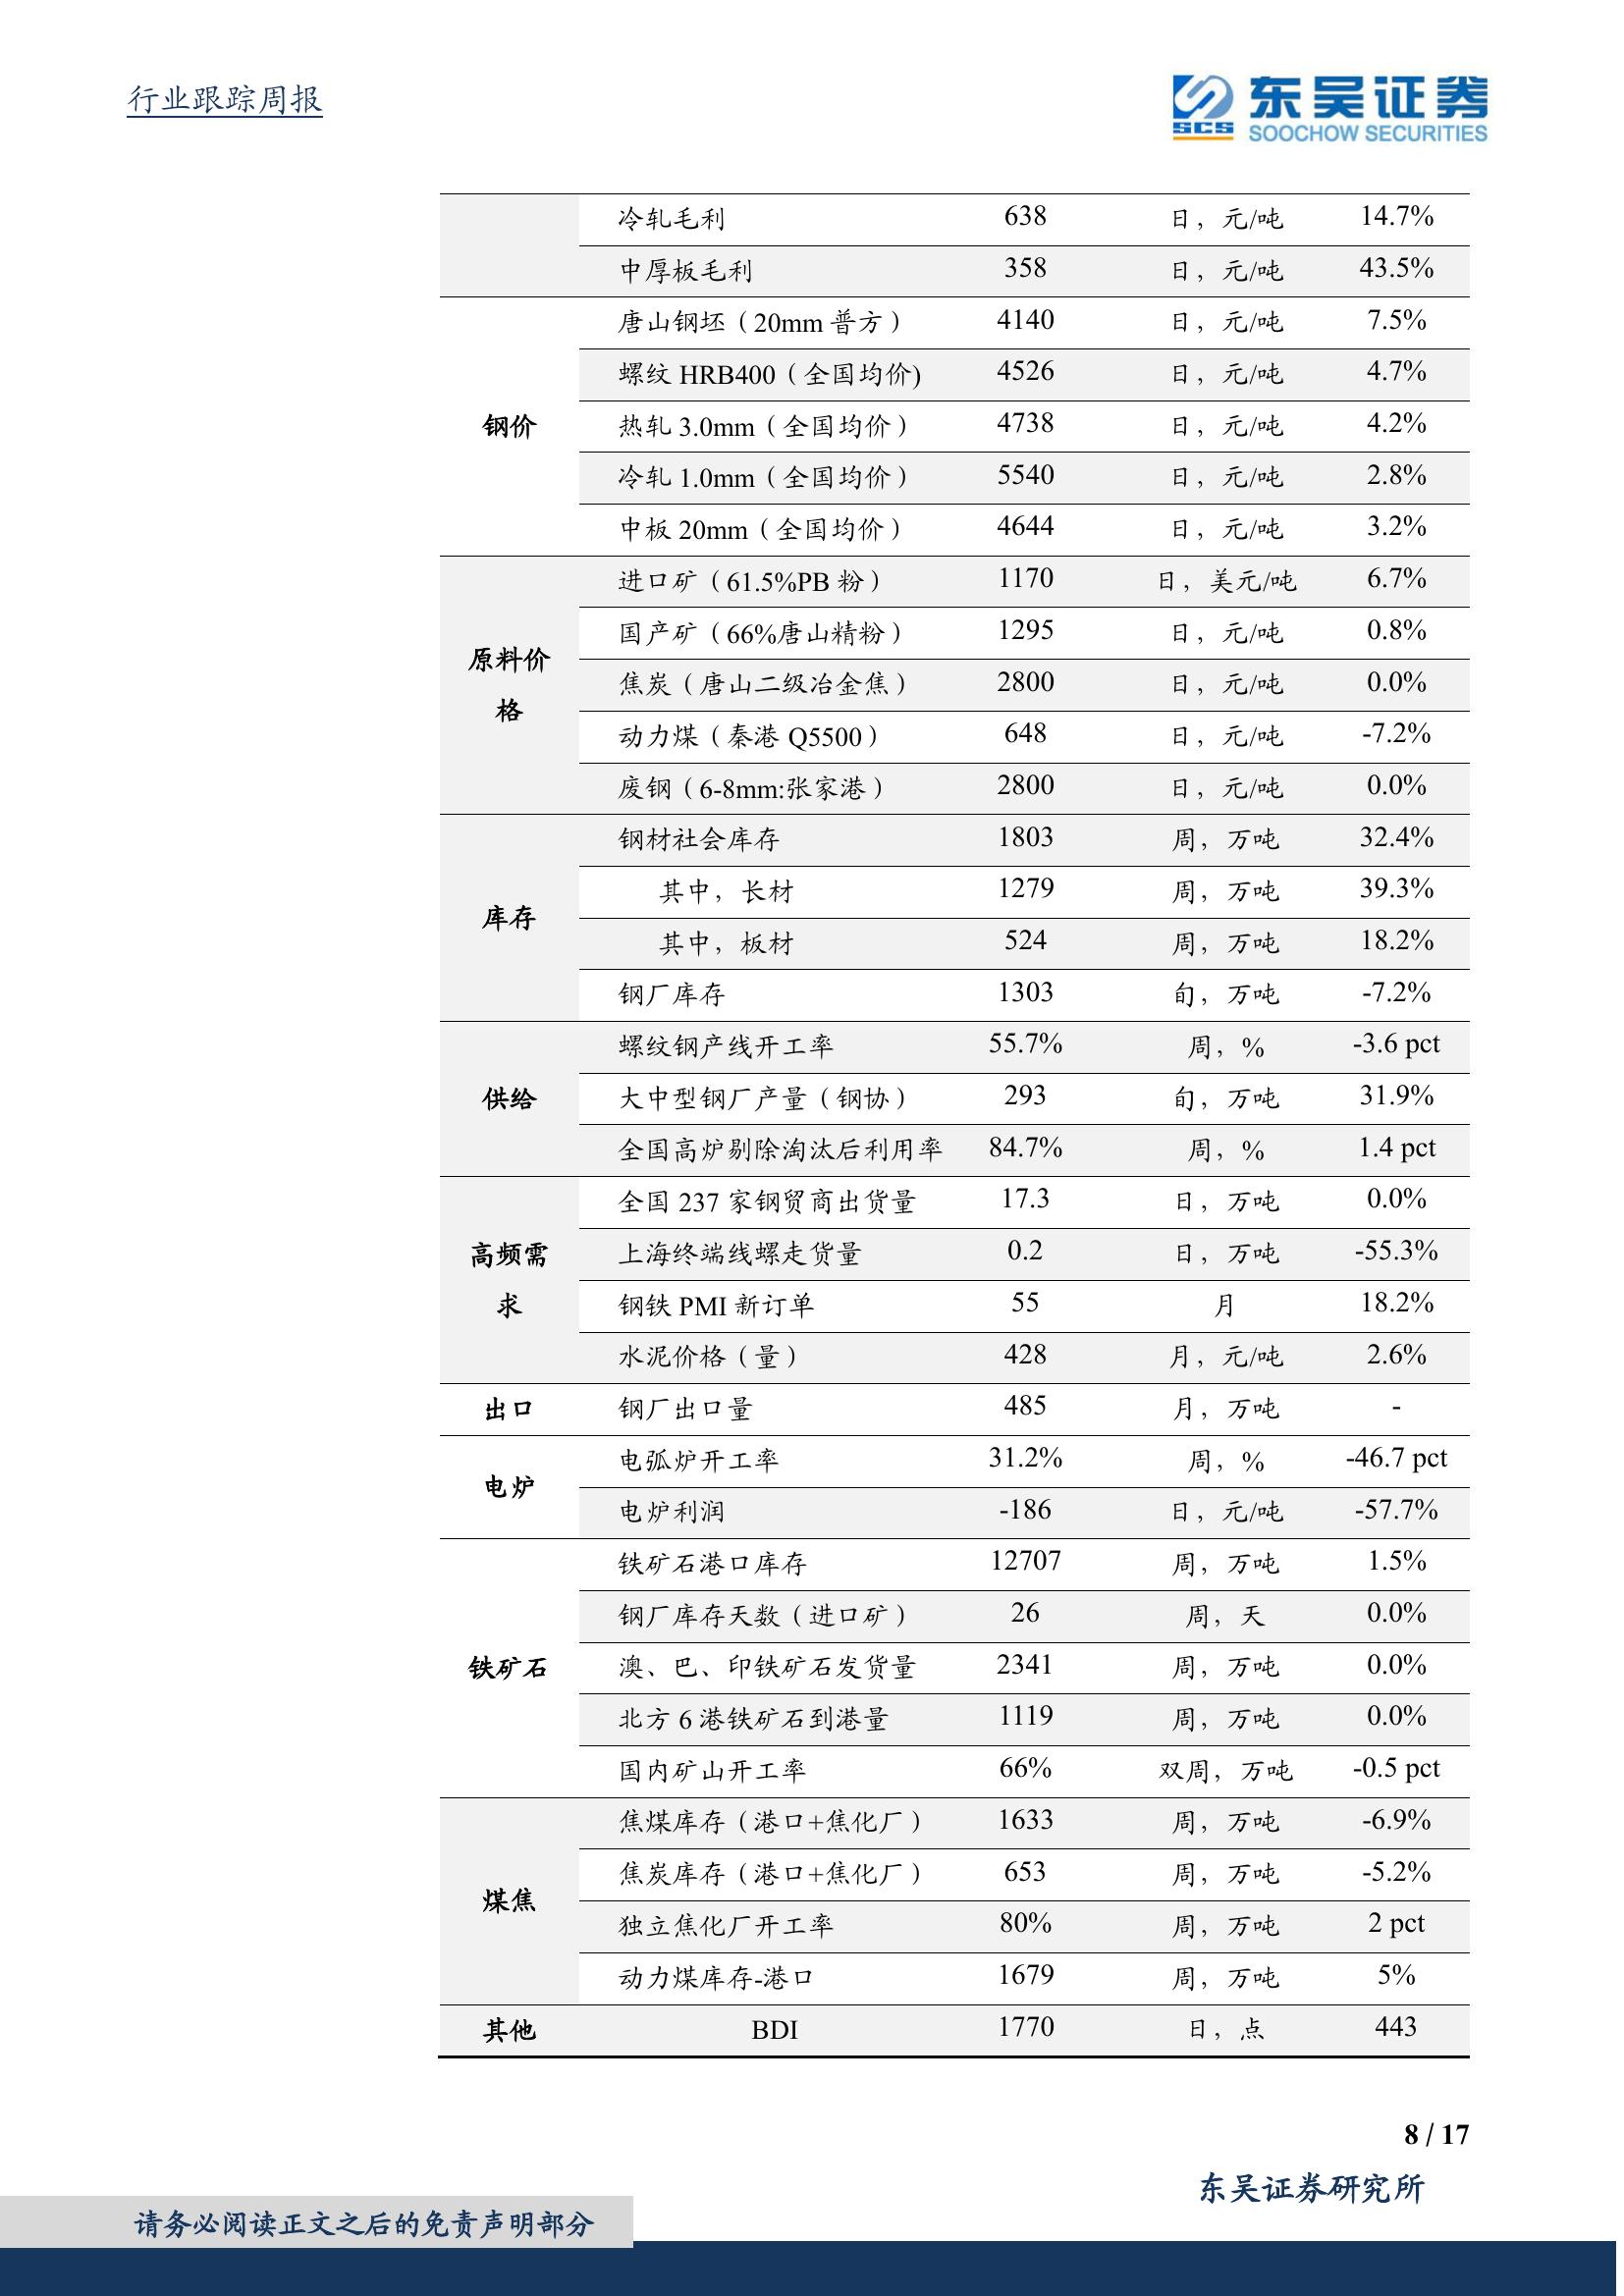 行业跟踪周报
东吴证券
SCS
SOOCHOW SECURITIES
冷轧毛利 638 日，元/吨 14.7%
中厚板毛利 358 日，元/吨 43.5%
钢价
唐山钢坯（20mm 普方） 4140 日，元/吨 7.5%
螺纹 HRB400（全国均价) 4526 日，元/吨 4.7%
热轧 3.0mm（全国均价） 4738 日，元/吨 4.2%
冷轧 1.0mm（全国均价） 5540 日，元/吨 2.8%
中板 20mm（全国均价） 4644 日，元/吨 3.2%
原料价
格
进口矿（61.5%PB 粉） 1170 日，美元/吨 6.7%
国产矿（66%唐山精粉） 1295 日，元/吨 0.8%
焦炭（唐山二级冶金焦） 2800 日，元/吨 0.0%
动力煤（秦港 Q5500） 648 日，元/吨 -7.2%
废钢（6-8mm:张家港） 2800 日，元/吨 0.0%
库存
钢材社会库存 1803 周，万吨 32.4%
其中，长材 1279 周，万吨 39.3%
其中，板材 524 周，万吨 18.2%
钢厂库存 1303 旬，万吨 -7.2%
供给
螺纹钢产线开工率 55.7% 周，% -3.6 pct
大中型钢厂产量（钢协） 293 旬，万吨 31.9%
全国高炉剔除淘汰后利用率 84.7% 周，% 1.4 pct
高频需
求
全国 237 家钢贸商出货量 17.3 日，万吨 0.0%
上海终端线螺走货量 0.2 日，万吨 -55.3%
钢铁 PMI 新订单 55 月 18.2%
水泥价格（量） 428 月，元/吨 2.6%
出口 钢厂出口量 485 月，万吨 -
电炉
电弧炉开工率 31.2% 周，% -46.7 pct
电炉利润 -186 日，元/吨 -57.7%
铁矿石
铁矿石港口库存 12707 周，万吨 1.5%
钢厂库存天数（进口矿） 26 周，天 0.0%
澳、巴、印铁矿石发货量 2341 周，万吨 0.0%
北方 6 港铁矿石到港量 1119 周，万吨 0.0%
国内矿山开工率 66% 双周，万吨 -0.5 pct
煤焦
焦煤库存（港口+焦化厂） 1633 周，万吨 -6.9%
焦炭库存（港口+焦化厂） 653 周，万吨 -5.2%
独立焦化厂开工率 80% 周，万吨 2 pct
动力煤库存-港口 1679 周，万吨 5%
其他 BDI 1770 日，点 443
8 / 17
东吴证券研究所
请务必阅读正文之后的免责声明部分